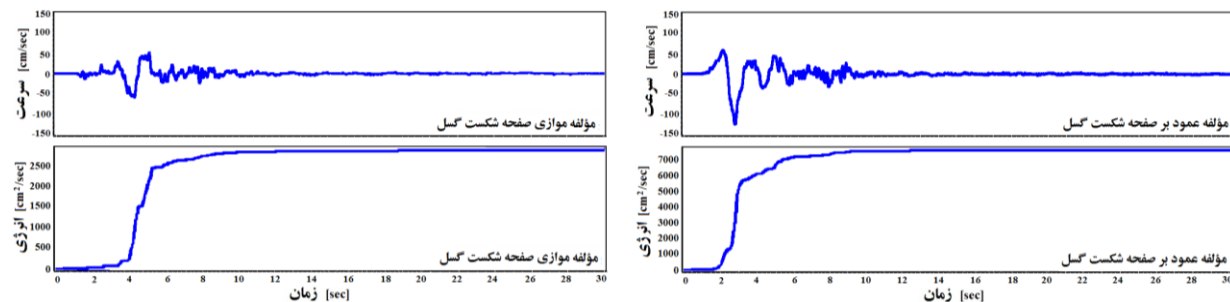 سرعت [cm/sec]
150
100
50
0
-50
-100
-150
مؤلفه موازی صفحه شکست گسل
انرژی [cm²/sec]
2500
2000
1500
1000
500
0
مؤلفه موازی صفحه شکست گسل
0 2 4 6 8 10 12 14 16 18 20 22 24 26 28 30
زمان [sec]
سرعت [cm/sec]
150
100
50
0
-50
-100
-150
مؤلفه عمود بر صفحه شکست گسل
انرژی [cm²/sec]
7000
6000
5000
4000
3000
2000
1000
0
مؤلفه عمود بر صفحه شکست گسل
0 2 4 6 8 10 12 14 16 18 20 22 24 26 28 30
زمان [sec]